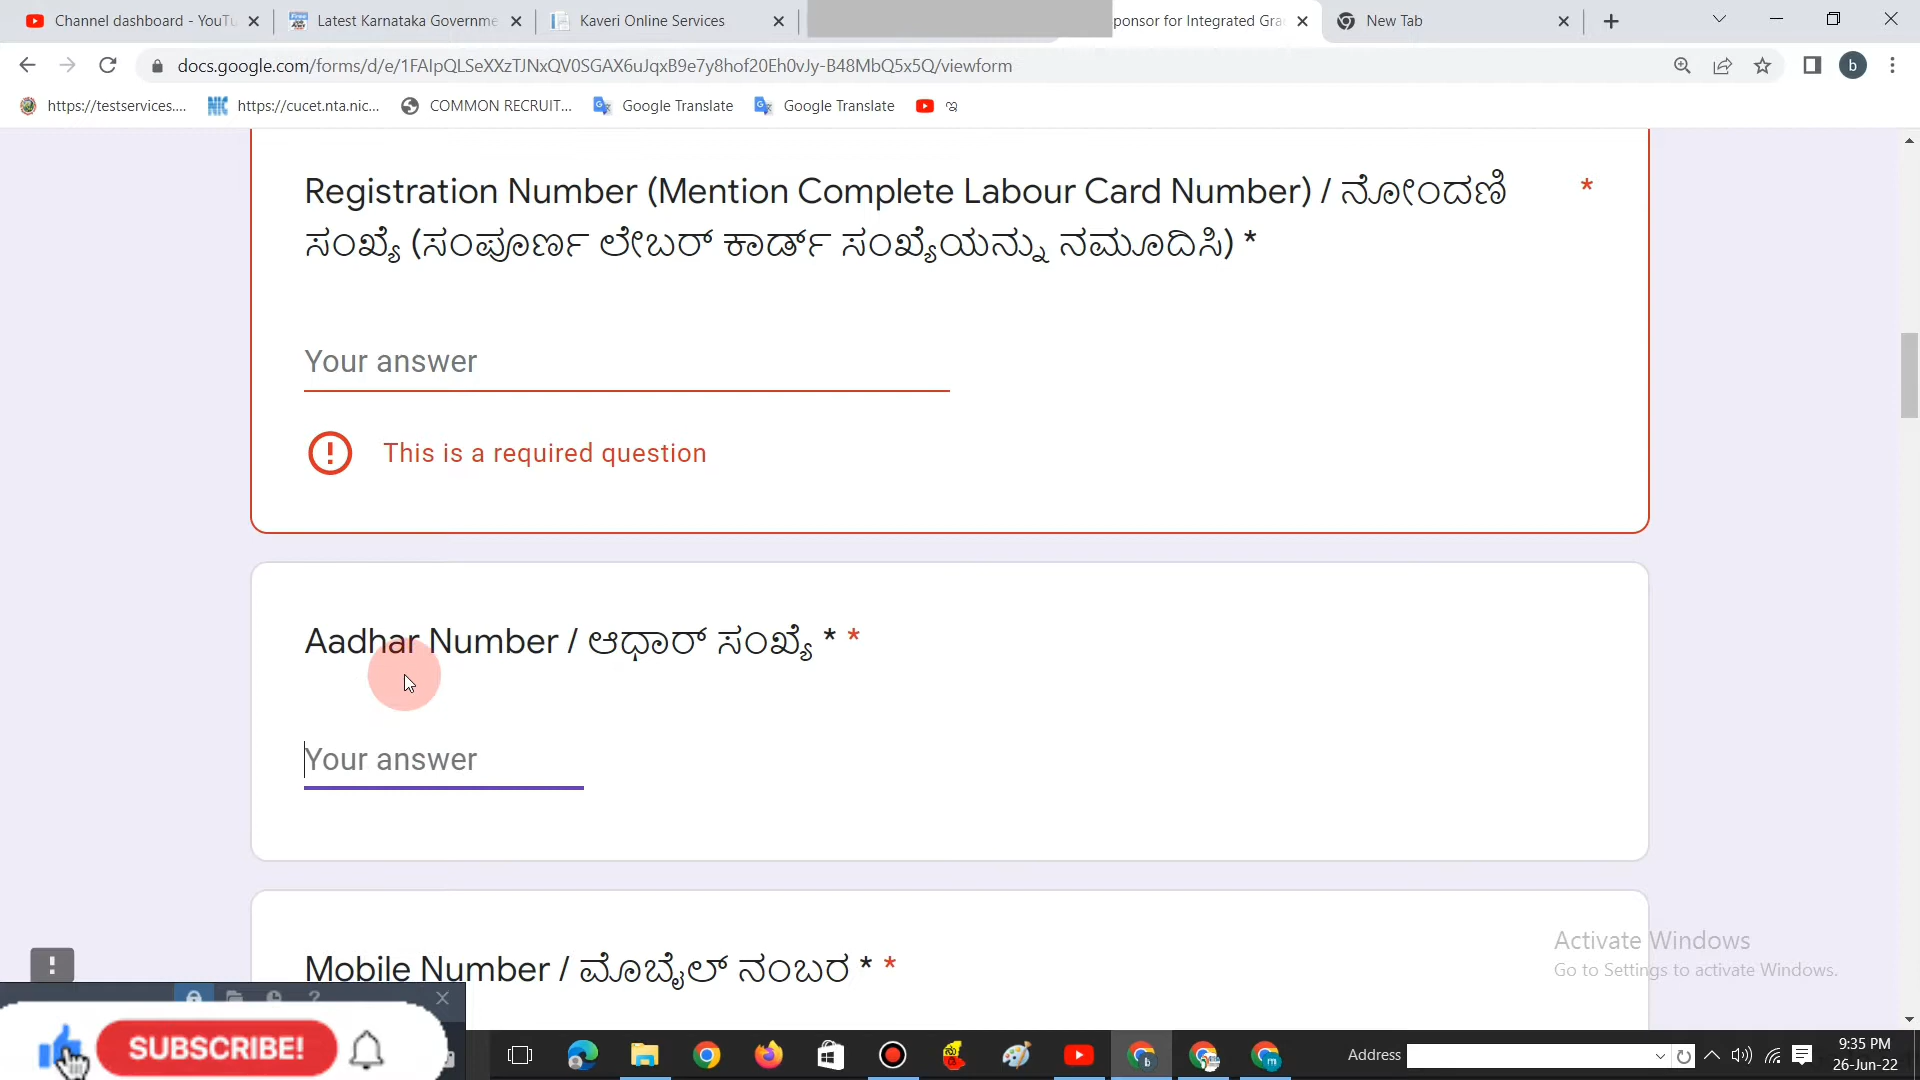 Channel dashboard - YouTu
Latest Karnataka Governme
Kaveri Online Services
ponsor for Integrated Gra
New Tab
docs.google.com/forms/d/e/1FAIpQLSeXXzTJNxQV0SGAX6uJqxB9e7y8hof20Eh0vJy-B48MbQ5x5Q/viewform
b
https://testservices....
NIC
https://cucet.nta.nic...
COMMON RECRUIT...
Google Translate
Google Translate
Registration Number (Mention Complete Labour Card Number) / ನೋಂದಣಿ *
ಸಂಖ್ಯೆ (ಸಂಪೂರ್ಣ ಲೇಬರ್ ಕಾರ್ಡ್ ಸಂಖ್ಯೆಯನ್ನು ನಮೂದಿಸಿ) *
Your answer
This is a required question
Aadhar Number / ಆಧಾರ್ ಸಂಖ್ಯೆ * *
Your answer
Mobile Number / ಮೊಬೈಲ್ ನಂಬರ * *
Activate Windows
Go to Settings to activate Windows.
SUBSCRIBE!
Address
9:35 PM
26-Jun-22